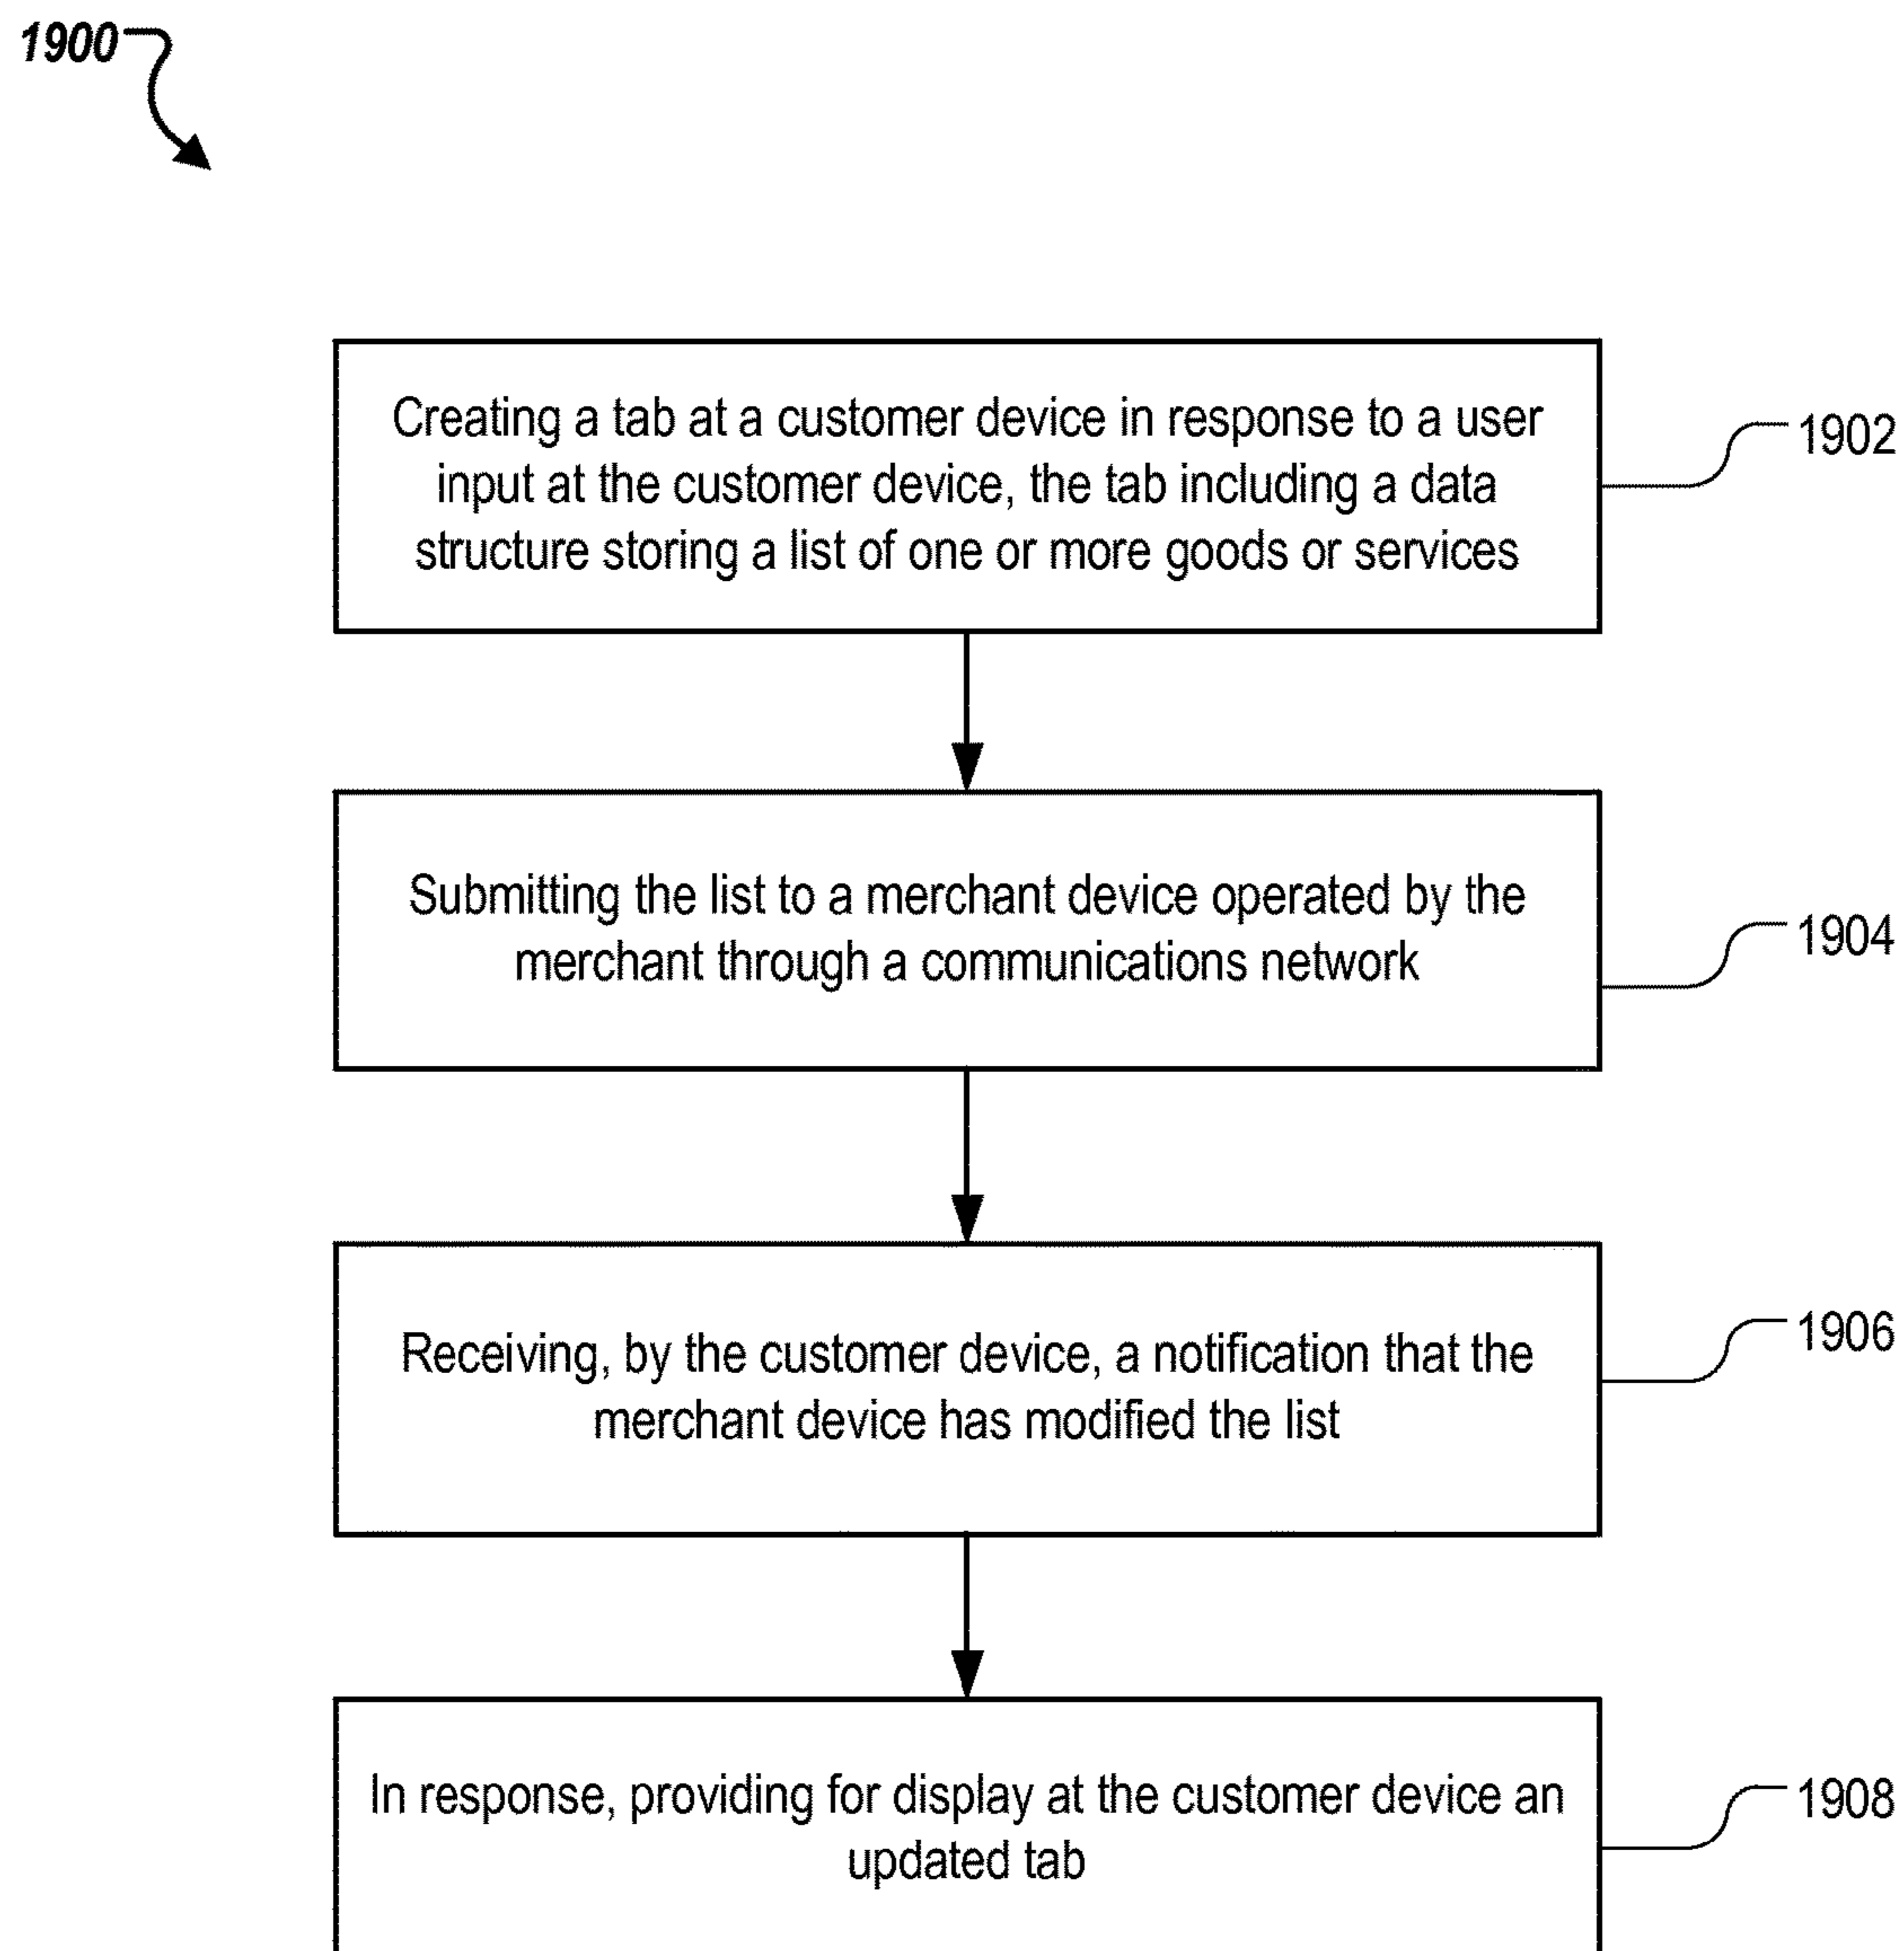 1900
Creating a tab at a customer device in response to a user
input at the customer device, the tab including a data
structure storing a list of one or more goods or services
1902
Submitting the list to a merchant device operated by the
merchant through a communications network
1904
Receiving, by the customer device, a notification that the
merchant device has modified the list
1906
In response, providing for display at the customer device an
updated tab
1908